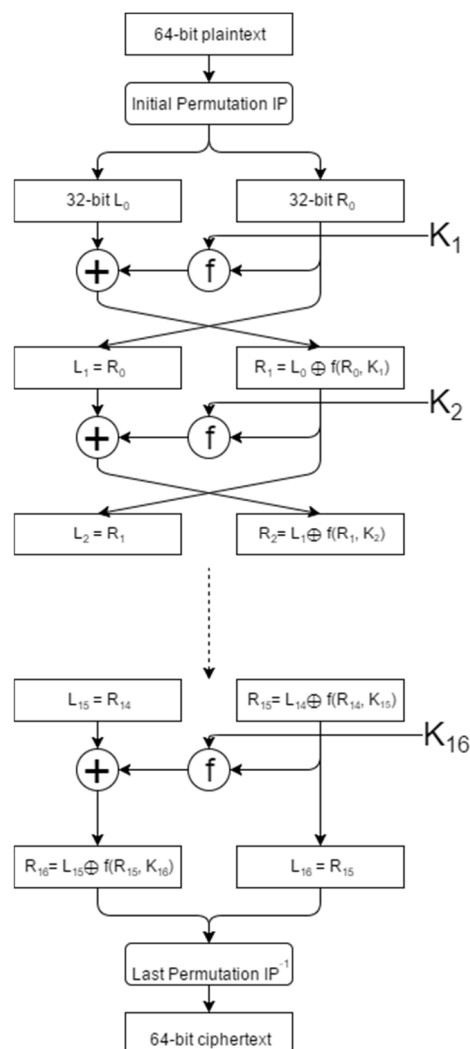 64-bit plaintext
Initial Permutation IP
32-bit L₀
32-bit R₀
K₁
+
f
L₁ = R₀
R₁ = L₀ ⊕ f(R₀, K₁)
K₂
+
f
L₂ = R₁
R₂= L₁⊕ f(R₁, K₂)
L₁₅ = R₁₄
R₁₅= L₁₄⊕ f(R₁₄, K₁₅)
K₁₆
+
f
R₁₆= L₁₅⊕ f(R₁₅, K₁₆)
L₁₆ = R₁₅
Last Permutation IP⁻¹
64-bit ciphertext